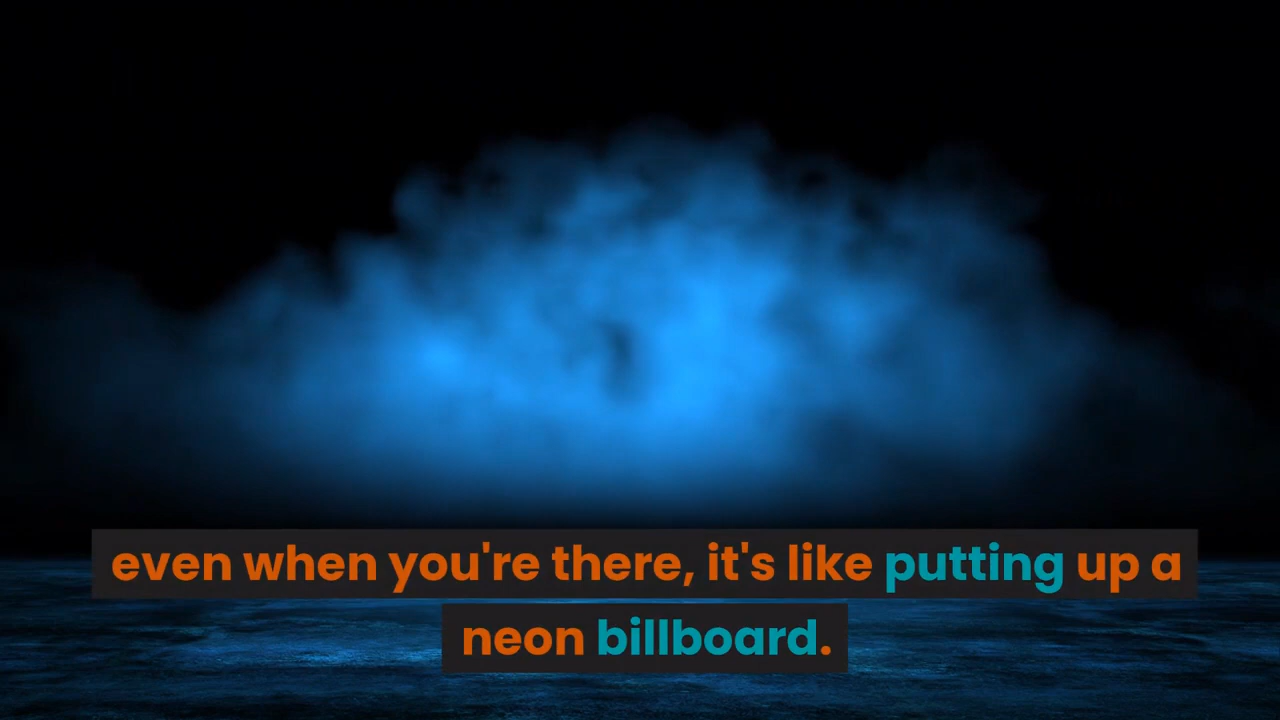 even when you're there, it's like putting up a
neon billboard.